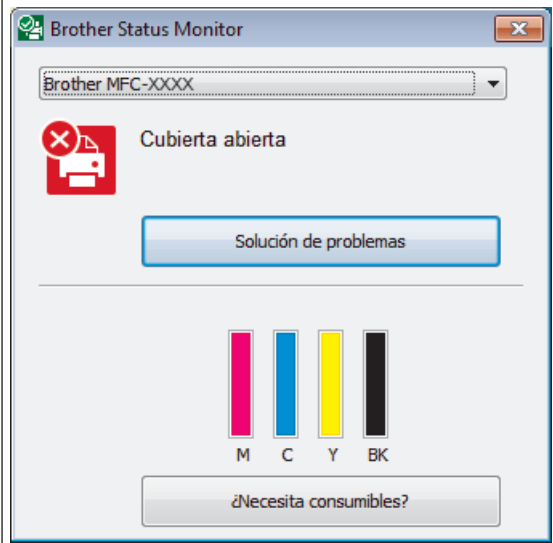 Brother Status Monitor
Brother MFC-XXXX
Cubierta abierta
Solución de problemas
M C Y BK
¿Necesita consumibles?